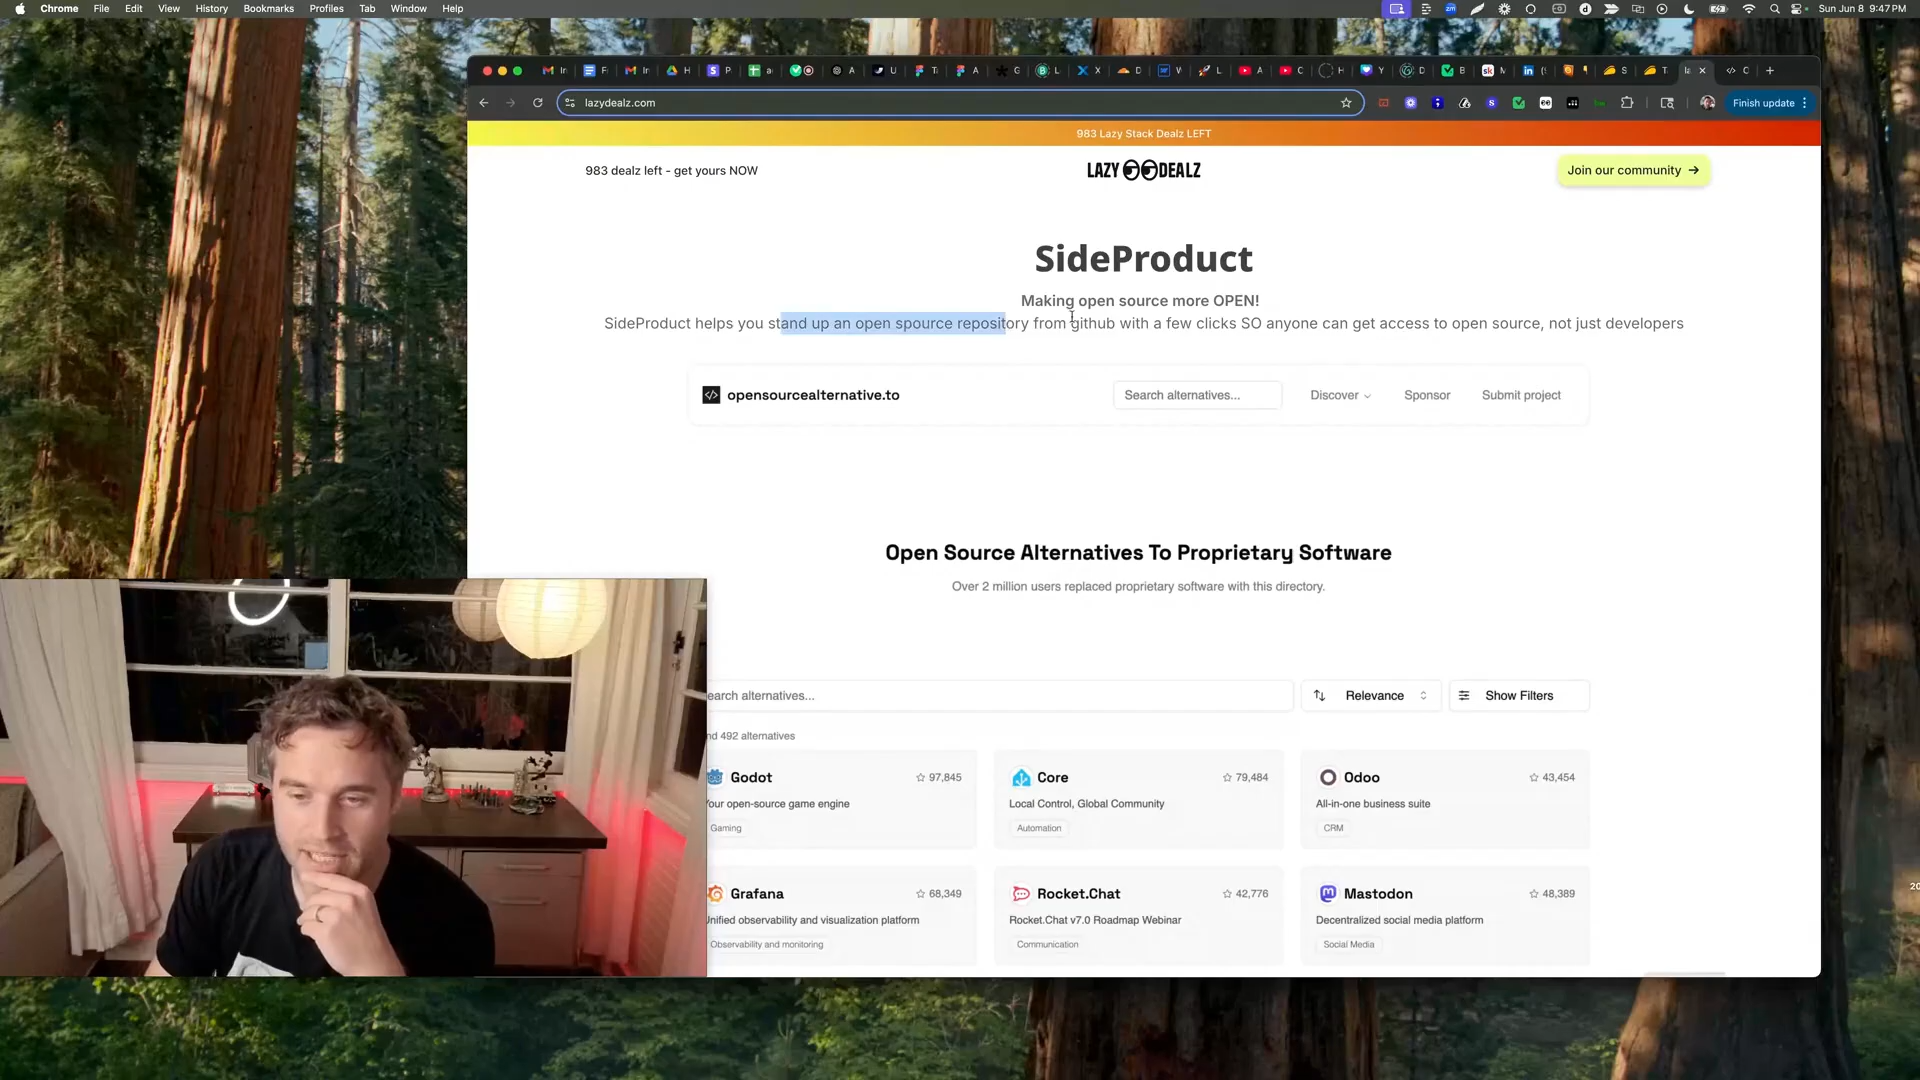 Chrome File Edit View History Bookmarks Profiles Tab Window Help
Sun Jun 8 9:47 PM
lazydealz.com
Finish update
983 Lazy Stack Dealz LEFT
983 dealz left - get yours NOW
LAZY DEALZ
Join our community →
SideProduct
Making open source more OPEN!
SideProduct helps you stand up an open spource repository from github with a few clicks SO anyone can get access to open source, not just developers
opensourcealternative.to
Search alternatives...
Discover
Sponsor
Submit project
Open Source Alternatives To Proprietary Software
Over 2 million users replaced proprietary software with this directory.
earch alternatives...
Relevance
Show Filters
nd 492 alternatives
Godot
97,845
Your open-source game engine
Gaming
Core
79,484
Local Control, Global Community
Automation
Odoo
43,454
All-in-one business suite
CRM
Grafana
68,349
Unified observability and visualization platform
Observability and monitoring
Rocket.Chat
42,776
Rocket.Chat v7.0 Roadmap Webinar
Communication
Mastodon
48,389
Decentralized social media platform
Social Media